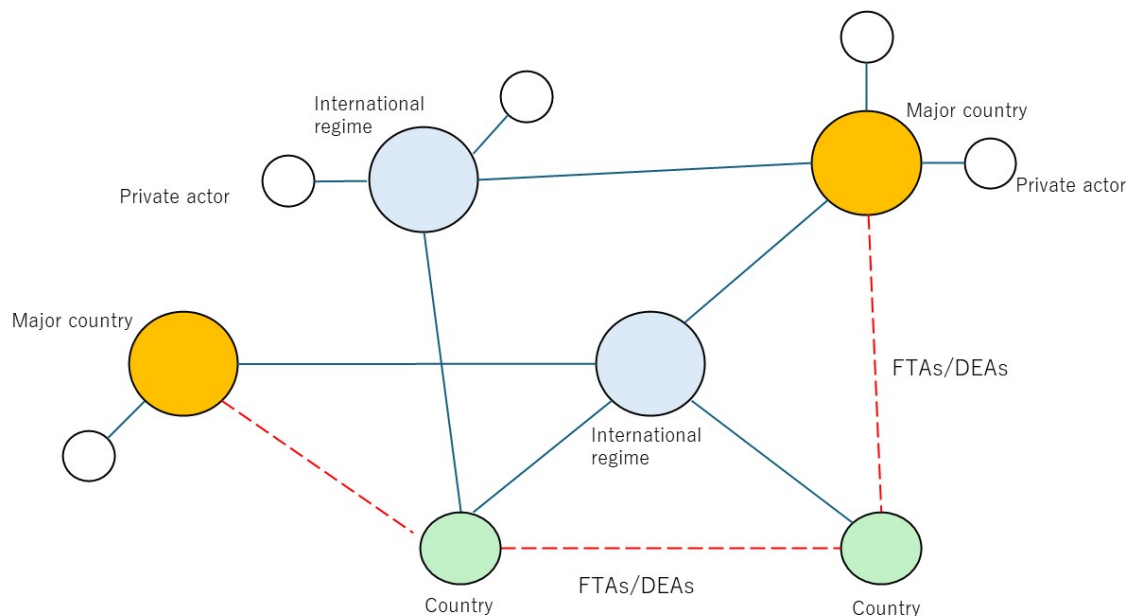 International
regime
Major country
Private actor
Private actor
Major country
FTAs/DEAs
International
regime
FTAs/DEAs
Country
Country